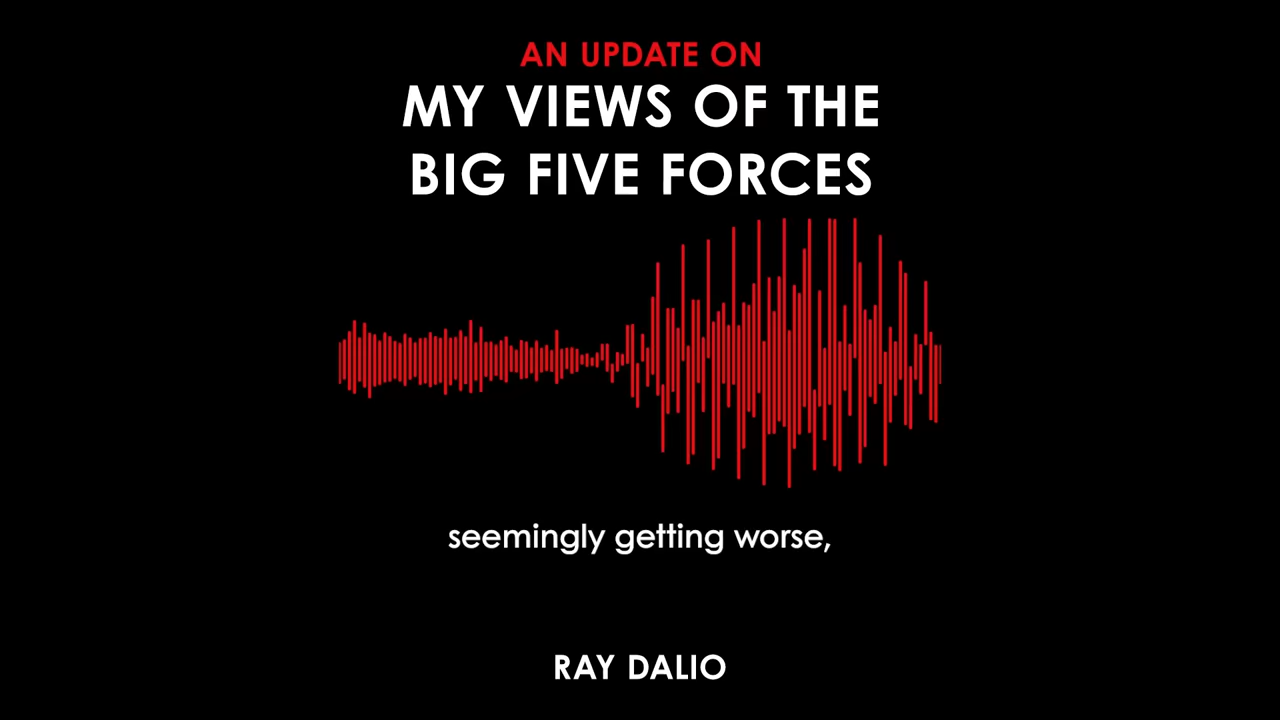 AN UPDATE ON
MY VIEWS OF THE
BIG FIVE FORCES
seemingly getting worse,
RAY DALIO